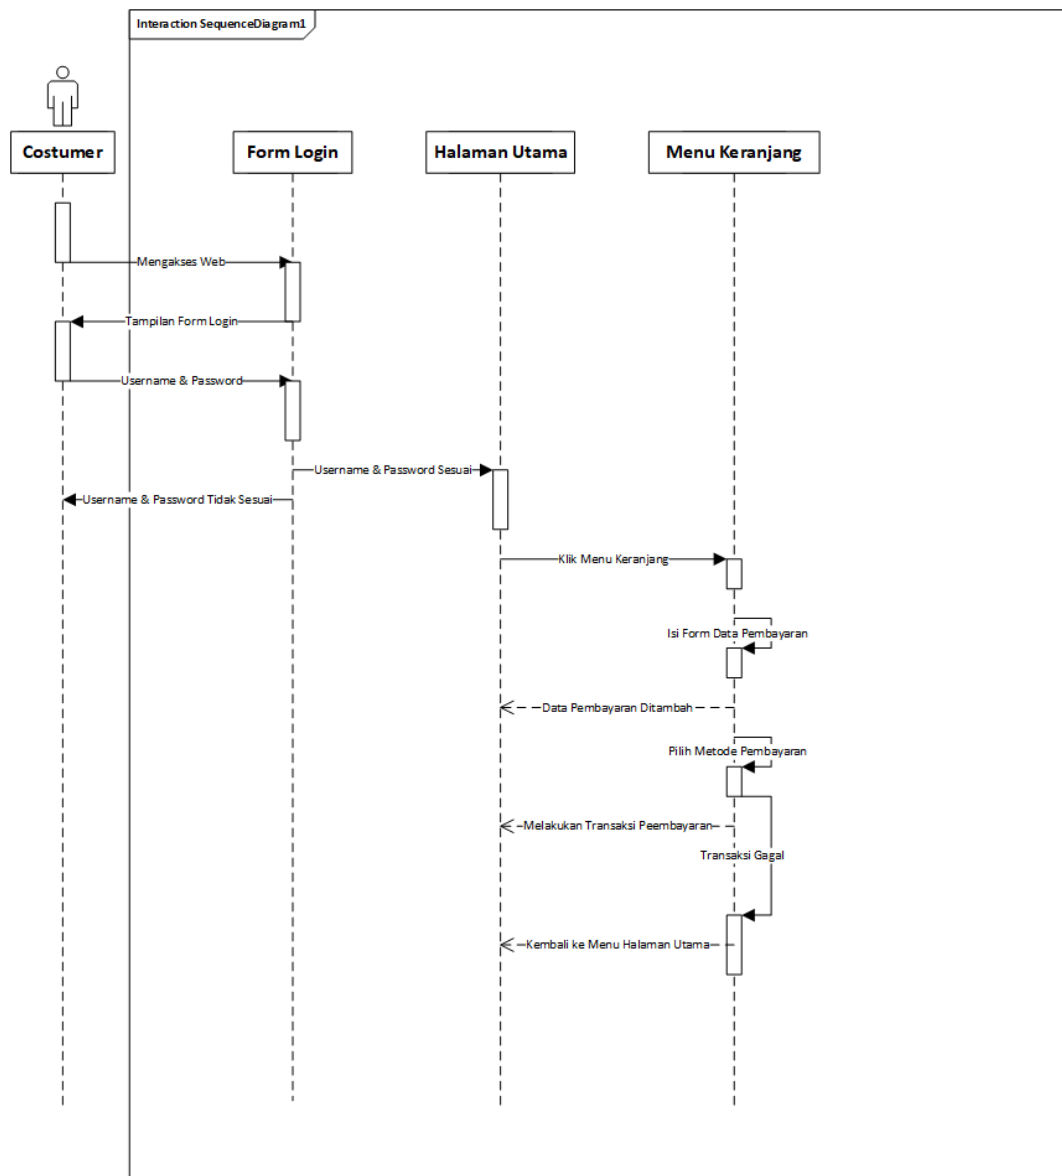 Interaction SequenceDiagram1
Costumer
Form Login
Halaman Utama
Menu Keranjang
Mengakses Web
Tampilan Form Login
Username & Password
Username & Password Sesuai
Username & Password Tidak Sesuai
Klik Menu Keranjang
Isi Form Data Pembayaran
Data Pembayaran Ditambah
Pilih Metode Pembayaran
Melakukan Transaksi Peembayaran
Transaksi Gagal
Kembali ke Menu Halaman Utama